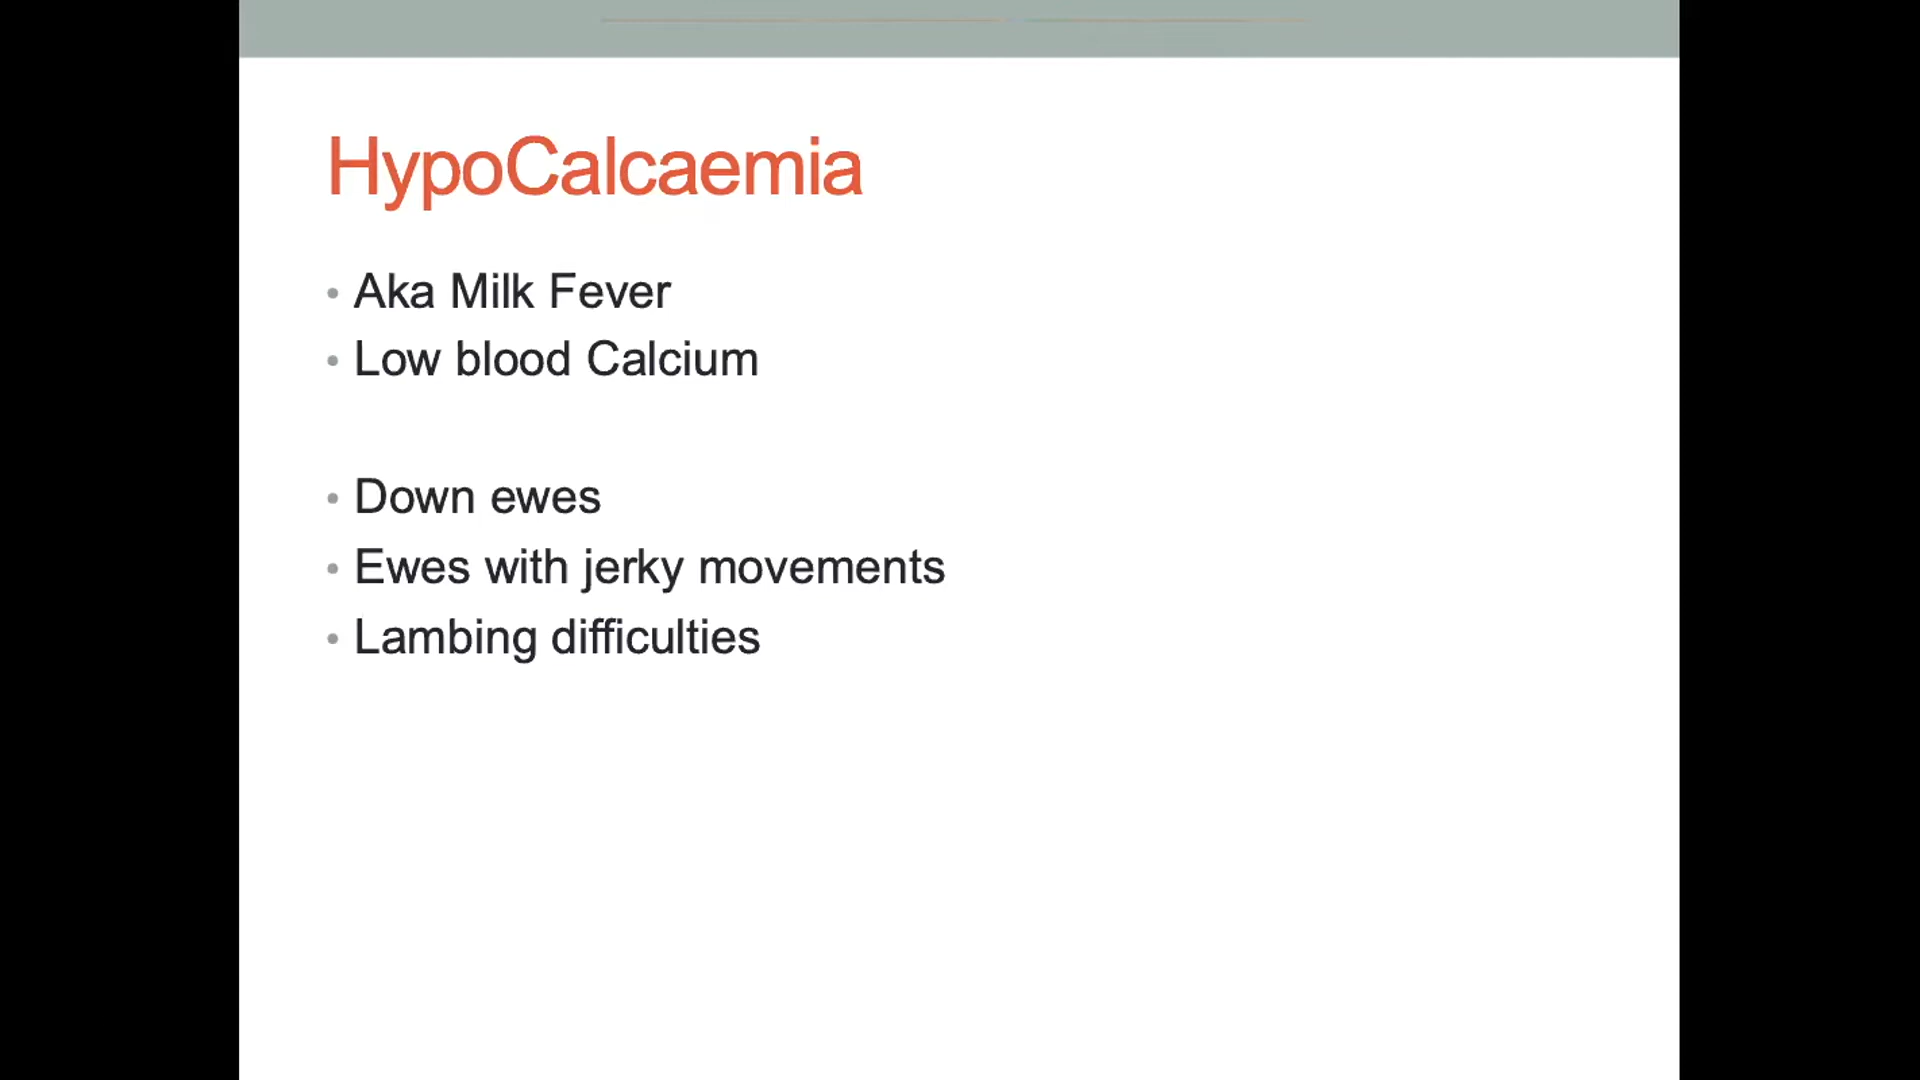 HypoCalcaemia
• Aka Milk Fever
• Low blood Calcium
• Down ewes
• Ewes with jerky movements
• Lambing difficulties